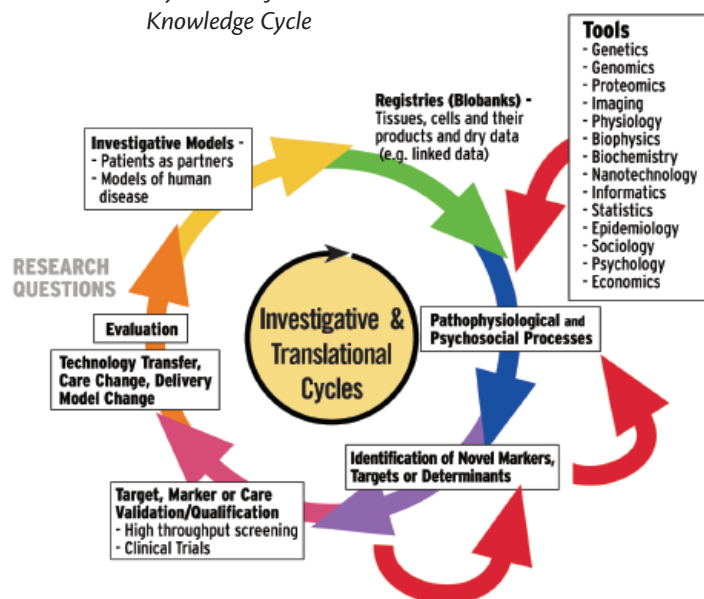 Knowledge Cycle
Tools
- Genetics
- Genomics
- Proteomics
- Imaging
- Physiology
- Biophysics
- Biochemistry
- Nanotechnology
- Informatics
- Statistics
- Epidemiology
- Sociology
- Psychology
- Economics
Registries (Biobanks) -
Tissues, cells and their
products and dry data
(e.g. linked data)
Investigative Models -
- Patients as partners
- Models of human
disease
RESEARCH
QUESTIONS
Evaluation
Technology Transfer,
Care Change, Delivery
Model Change
Investigative &
Translational
Cycles
Pathophysiological and
Psychosocial Processes
Identification of Novel Markers,
Targets or Determinants
Target, Marker or Care
Validation/Qualification
- High throughput screening
- Clinical Trials